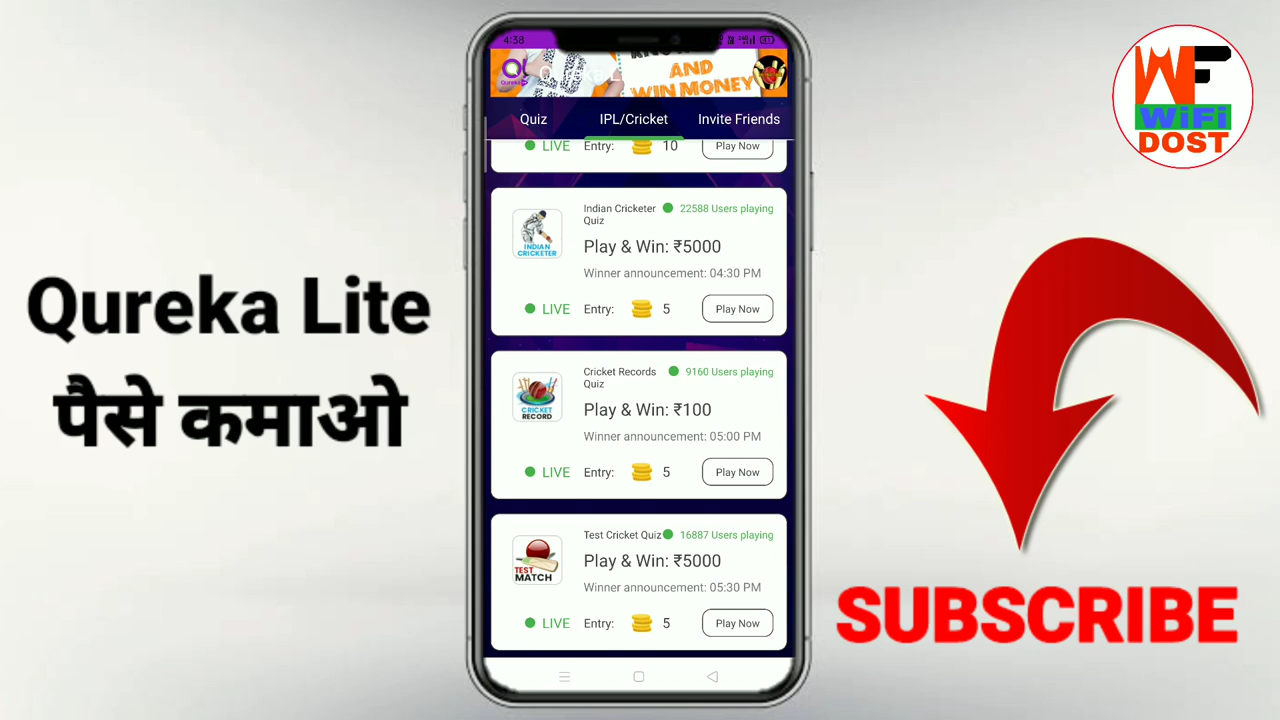 Qureka Lite
पैसे कमाओ
4:38
AND
WIN MONEY
Quiz
IPL/Cricket
Invite Friends
LIVE Entry: 10 Play Now
INDIAN
CRICKETER
Indian Cricketer
Quiz
22588 Users playing
Play & Win: ₹5000
Winner announcement: 04:30 PM
LIVE Entry: 5 Play Now
CRICKET
RECORD
Cricket Records
Quiz
9160 Users playing
Play & Win: ₹100
Winner announcement: 05:00 PM
LIVE Entry: 5 Play Now
TEST
MATCH
Test Cricket Quiz
16887 Users playing
Play & Win: ₹5000
Winner announcement: 05:30 PM
LIVE Entry: 5 Play Now
WF
WiFi
DOST
SUBSCRIBE